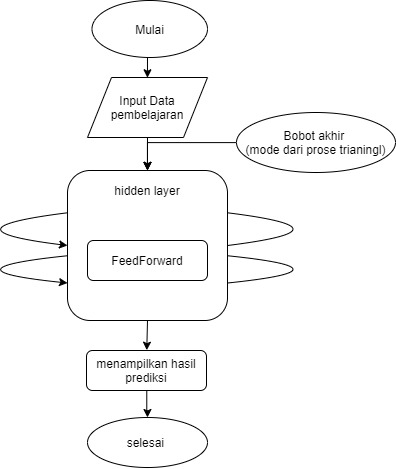 Mulai
Input Data
pembelajaran
Bobot akhir
(mode dari prose trianingl)
hidden layer
FeedForward
menampilkan hasil
prediksi
selesai